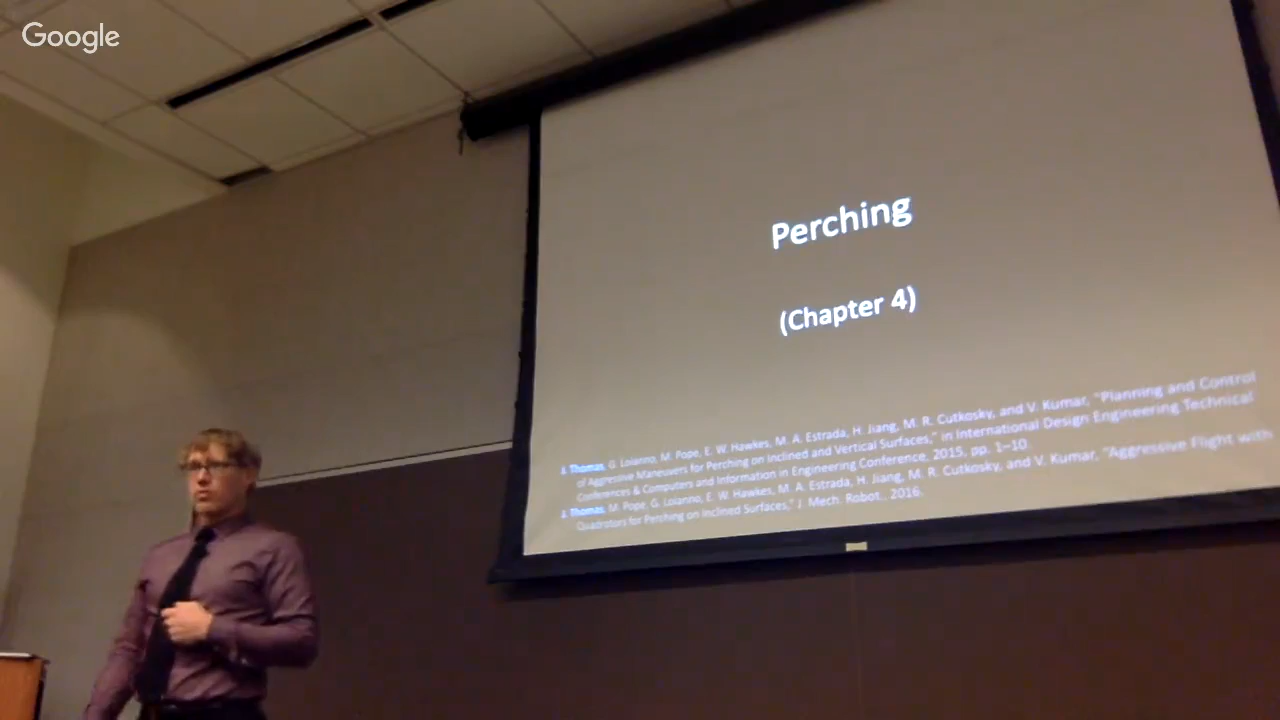 Google
Perching
(Chapter 4)
J. Thomas, G. Loianno, M. Pope, E. W. Hawkes, M. A. Estrada, H. Jiang, M. R. Cutkosky, and V. Kumar, "Planning and Control
of Aggressive Maneuvers for Perching on Inclined and Vertical Surfaces," in International Design Engineering Technical
Conferences & Computers and Information in Engineering Conference, 2015, pp. 1–10.
J. Thomas, M. Pope, G. Loianno, E. W. Hawkes, M. A. Estrada, H. Jiang, M. R. Cutkosky, and V. Kumar, "Aggressive Flight with
Quadrotors for Perching on Inclined Surfaces," J. Mech. Robot., 2016.